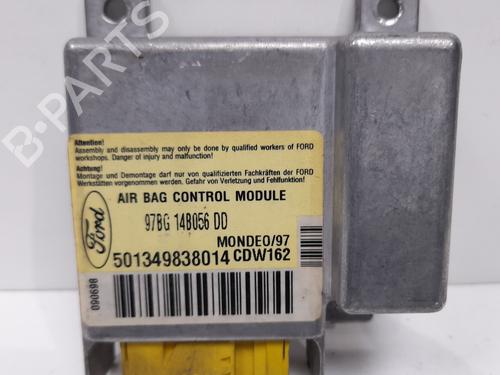 Attention!
Assembly and disassembly may only be done by qualified workers of FORD
workshops. Danger of injury and malfunction!
Achtung!
Montage und Demontage darf nur von qualifizierten Fachkräften der FORD
Werkstätten vorgenommen werden. Gefahr von Verletzung und Fehlfunktion!
Ford
AIR BAG CONTROL MODULE
97BG 14B056 DD
MONDEO/97
501349838014 CDW162
869060
B-PARTS